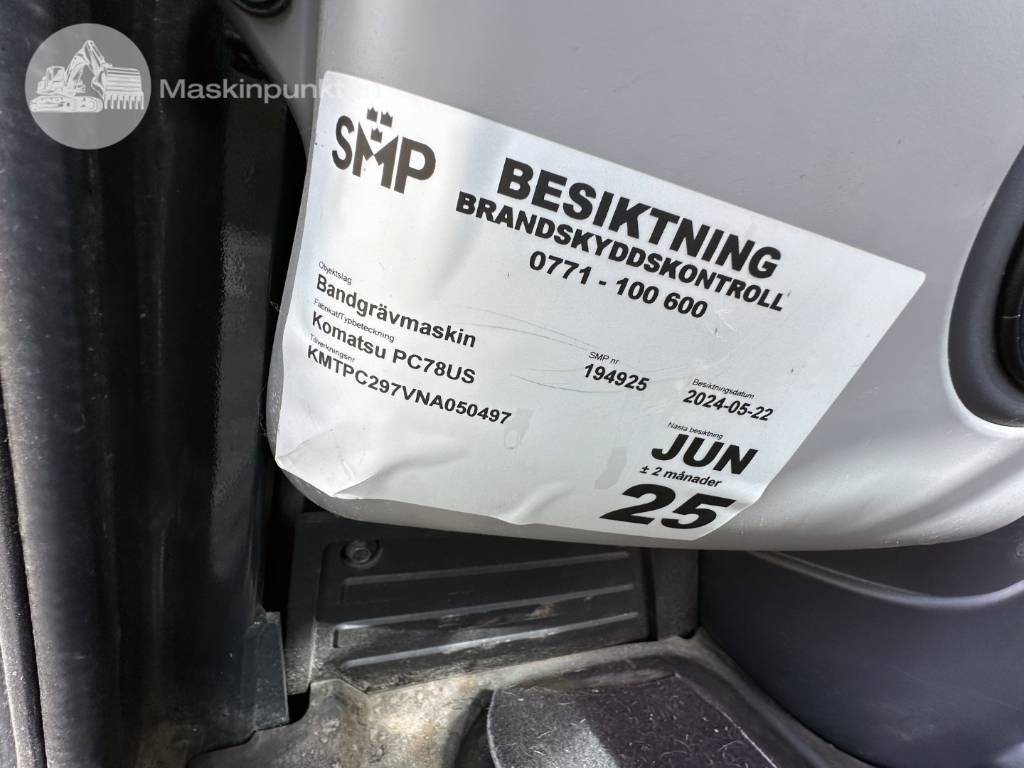 Maskinpunkt
SMP
BESIKTNING
BRANDSKYDDSKONTROLL
0771 - 100 600
Objektslag
Bandgrävmaskin
Fabrikat/Typbeteckning
Komatsu PC78US
Tillverkningsnr
KMTPC297VNA050497
SMP nr
194925
Besiktningsdatum
2024-05-22
Nästa besiktning
JUN
± 2 månader
25